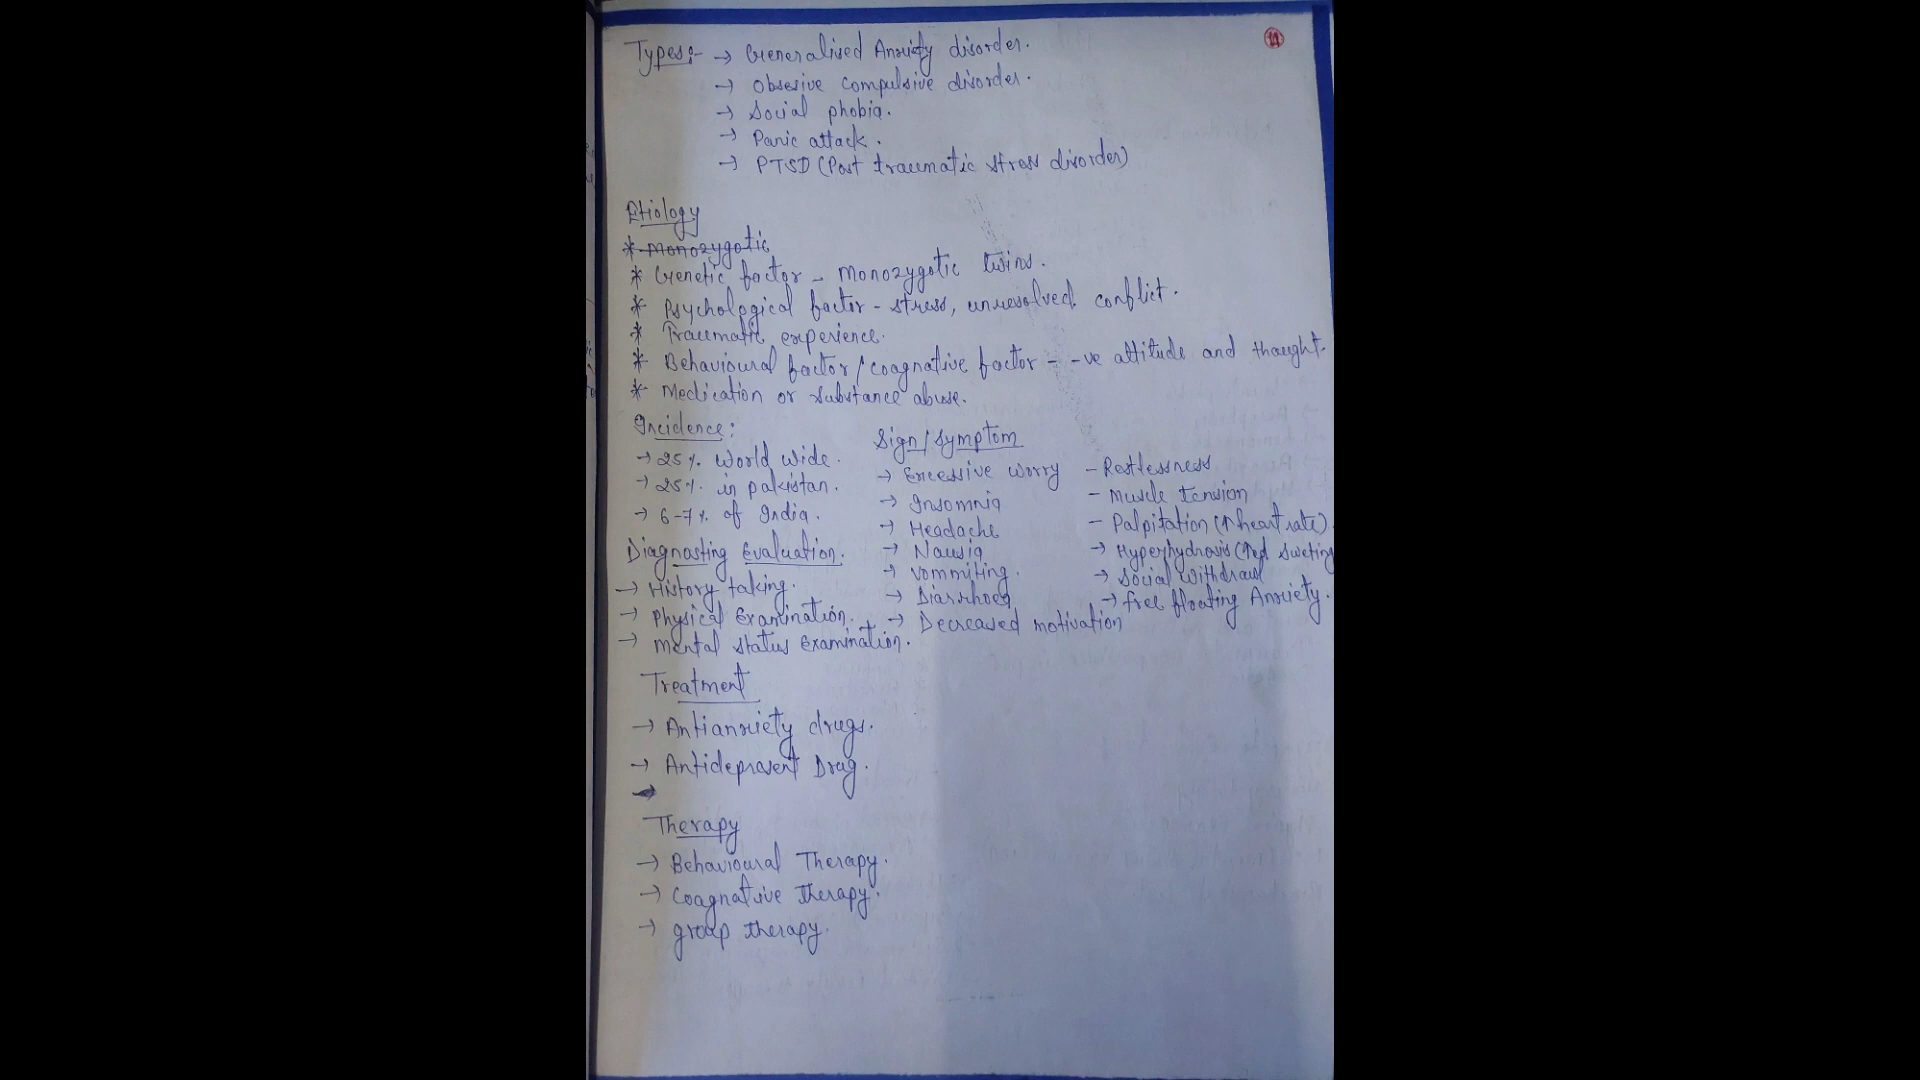 Types:- → Generalised Anxiety disorder.
→ Obsesive compulsive disorder.
→ Social phobia.
→ Panic attack.
→ PTSD (Post traumatic stress disorder)
Etiology
* Monozygotic
* Genetic factor - Monozygotic twins.
* Psychological factor - stress, unresolved conflict.
* Traumatic experience.
* Behavioural factor / coagnative factor - -ve attitude and thaught.
* Medication or substance abuse.
Incidence:
→ 25% World wide.
→ 25% in pakistan.
→ 6-7% of India.
Sign/symptom
→ Excessive worry
→ Insomnia
→ Headache
→ Nausia
→ Vommiting.
→ Diarrhoea
→ Decreased motivation
- Restlessness
- Muscle tension
- Palpitation (↑ heart rate).
→ Hyperhydrosis (↑ed Sweting
→ Social withdrawl
→ free floating Anxiety.
Diagnosting Evaluation.
→ History taking.
→ Physical Examination.
→ Mental status examination.
Treatment
→ Antianxiety drugs.
→ Antidepresent Drug.
→
Therapy
→ Behavioural Therapy.
→ Coagnative therapy.
→ group therapy.